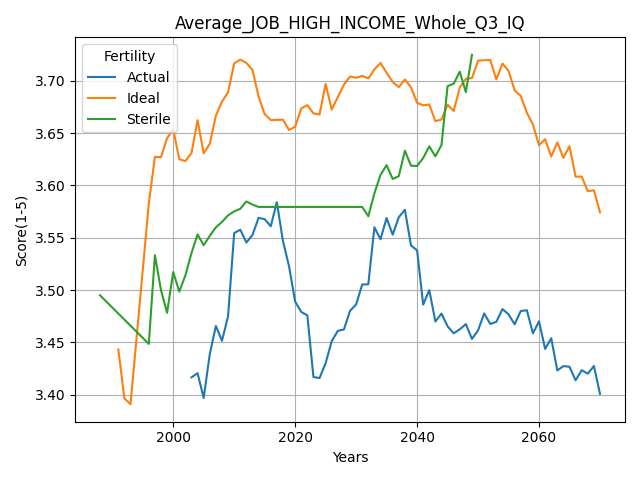 Average_JOB_HIGH_INCOME_Whole_Q3_IQ
Fertility
Actual
Ideal
Sterile
Score(1-5)
3.70
3.65
3.60
3.55
3.50
3.45
3.40
2000
2020
2040
2060
Years